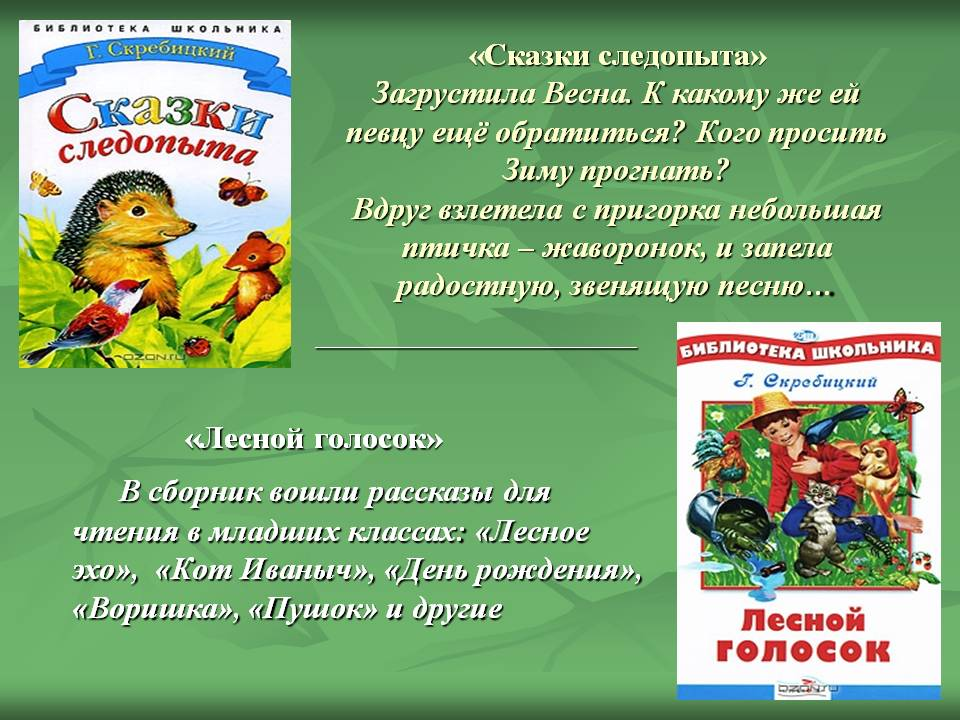 БИБЛИОТЕКА ШКОЛЬНИКА
Г. Скребицкий
Сказки
следопыта
ozon.ru
«Сказки следопыта»
Загрустила Весна. К какому же ей
певцу ещё обратиться? Кого просить
Зиму прогнать?
Вдруг взлетела с пригорка небольшая
птичка – жаворонок, и запела
радостную, звенящую песню…
«Лесной голосок»
В сборник вошли рассказы для
чтения в младших классах: «Лесное
эхо», «Кот Иваныч», «День рождения»,
«Воришка», «Пушок» и другие
БИБЛИОТЕКА ШКОЛЬНИКА
Г. Скребицкий
Лесной
голосок
ozon.ru